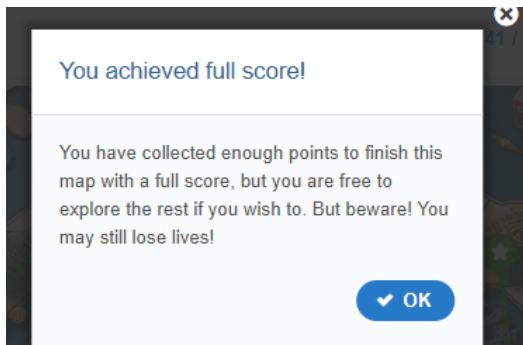 41 /
You achieved full score!
You have collected enough points to finish this
map with a full score, but you are free to
explore the rest if you wish to. But beware! You
may still lose lives!
OK